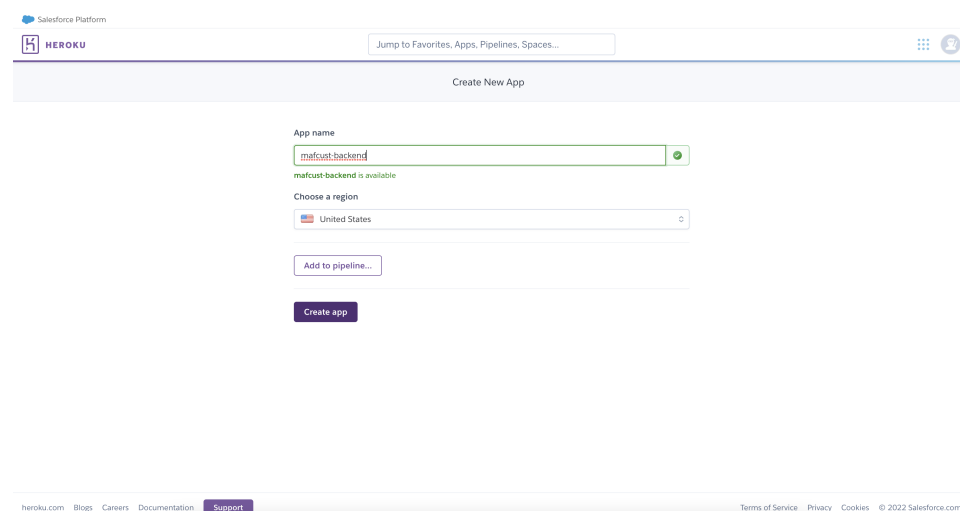 Salesforce Platform
HEROKU
Jump to Favorites, Apps, Pipelines, Spaces...
Create New App
App name
mafcust-backend
mafcust-backend is available
Choose a region
United States
Add to pipeline...
Create app
heroku.com Blogs Careers Documentation Support Terms of Service Privacy Cookies © 2022 Salesforce.com